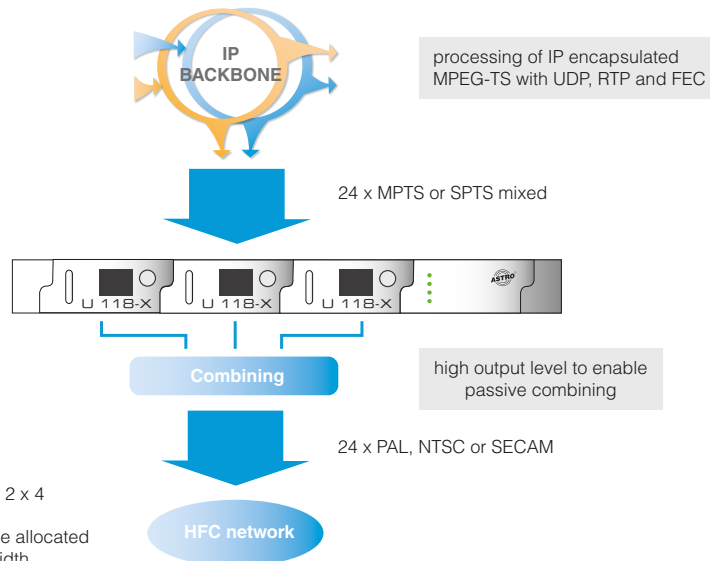 IP
BACKBONE
processing of IP encapsulated
MPEG-TS with UDP, RTP and FEC
24 x MPTS or SPTS mixed
U 118-X
U 118-X
U 118-X
ASTRO
Combining
high output level to enable
passive combining
24 x PAL, NTSC or SECAM
2 x 4
e allocated
HFC network
idth